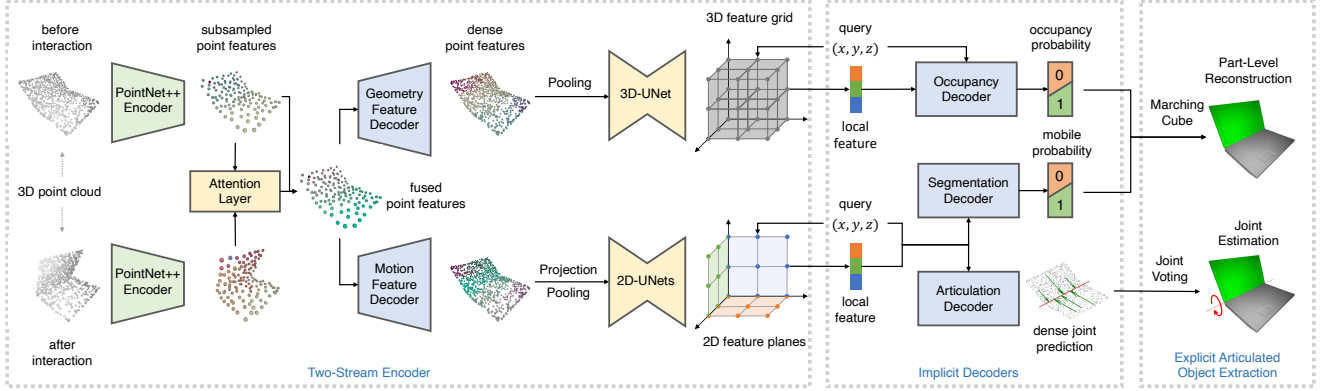 before
interaction
PointNet++
Encoder
subsampled
point features
3D point cloud
Attention
Layer
after
interaction
PointNet++
Encoder
fused
point features
Geometry
Feature
Decoder
dense
point features
Pooling
3D-UNet
3D feature grid
Motion
Feature
Decoder
Projection
Pooling
2D-UNets
2D feature planes
Two-Stream Encoder
query
(x, y, z)
local
feature
Occupancy
Decoder
occupancy
probability
0
1
mobile
probability
0
1
Segmentation
Decoder
query
(x, y, z)
local
feature
Articulation
Decoder
dense joint
prediction
Implicit Decoders
Marching
Cube
Part-Level
Reconstruction
Joint
Voting
Joint
Estimation
Explicit Articulated
Object Extraction